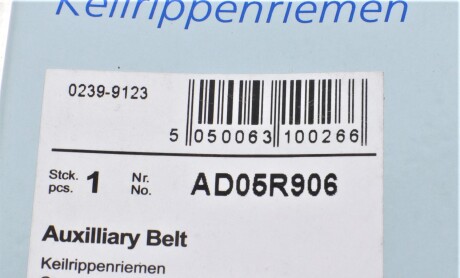 Keilrippenriemen
0239-9123
5 050063 100266
Stck. 1 Nr. AD05R906
pcs. No.
Auxilliary Belt
Keilrippenriemen